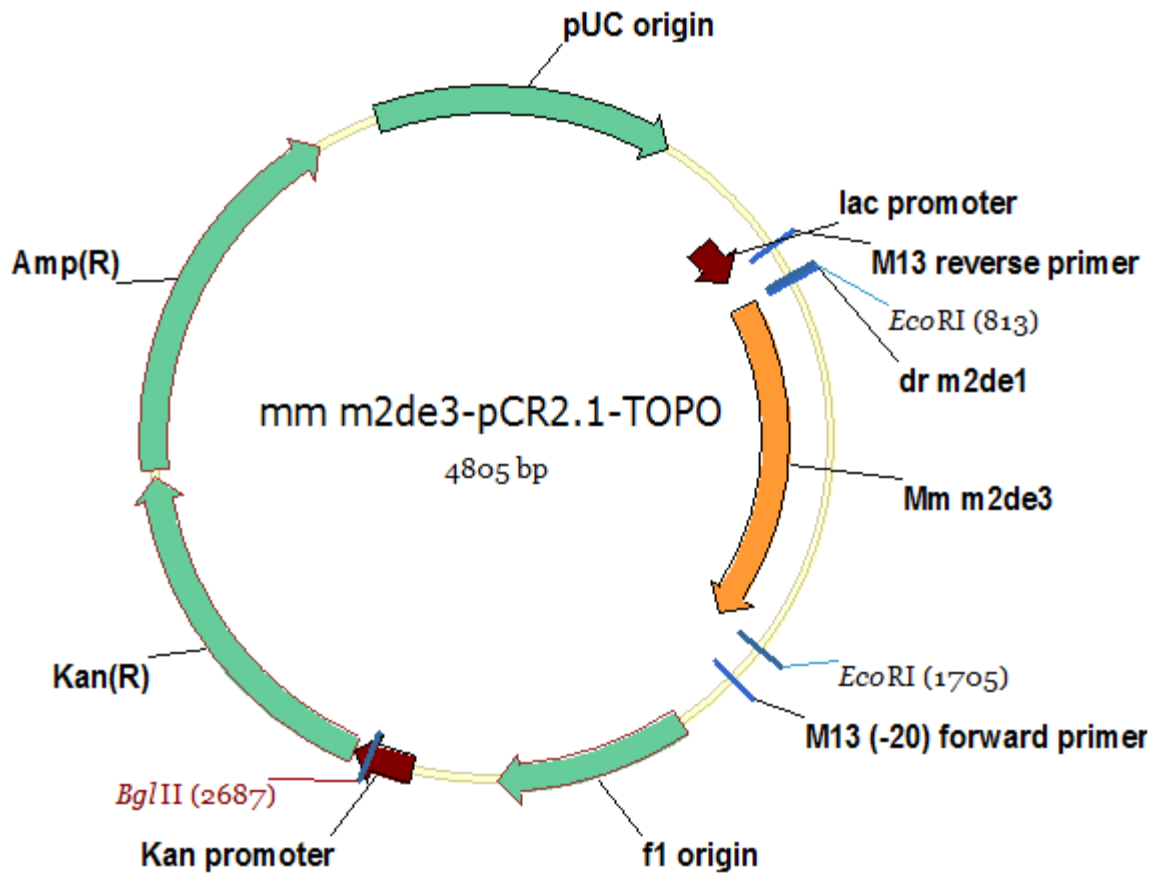 pUC origin
lac promoter
M13 reverse primer
Amp(R)
EcoRI (813)
dr m2de1
mm m2de3-pCR2.1-TOPO
4805 bp
Mm m2de3
Kan(R)
EcoRI (1705)
M13 (-20) forward primer
BglII (2687)
Kan promoter
f1 origin